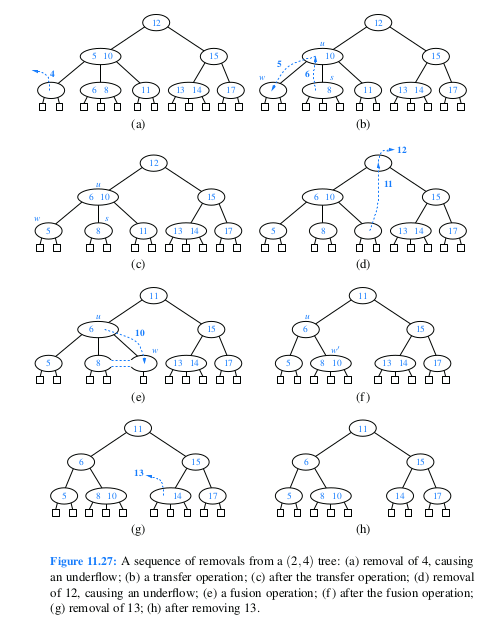 12
12
u
5 10
15
10
15
4
5
6
w
s
6 8
11
13 14
17
8
11
13 14
17
(a)
(b)
12
12
11
u
6 10
15
6 10
15
w
s
5
8
11
13 14
17
5
8
13 14
17
(c)
(d)
11
11
u
u
6
10
15
6
15
w
w′
5
8
13 14
17
5
8 10
13 14
17
(e)
(f)
11
11
6
15
6
15
13
5
8 10
14
17
5
8 10
14
17
(g)
(h)
Figure 11.27: A sequence of removals from a (2,4) tree: (a) removal of 4, causing
an underflow; (b) a transfer operation; (c) after the transfer operation; (d) removal
of 12, causing an underflow; (e) a fusion operation; (f) after the fusion operation;
(g) removal of 13; (h) after removing 13.